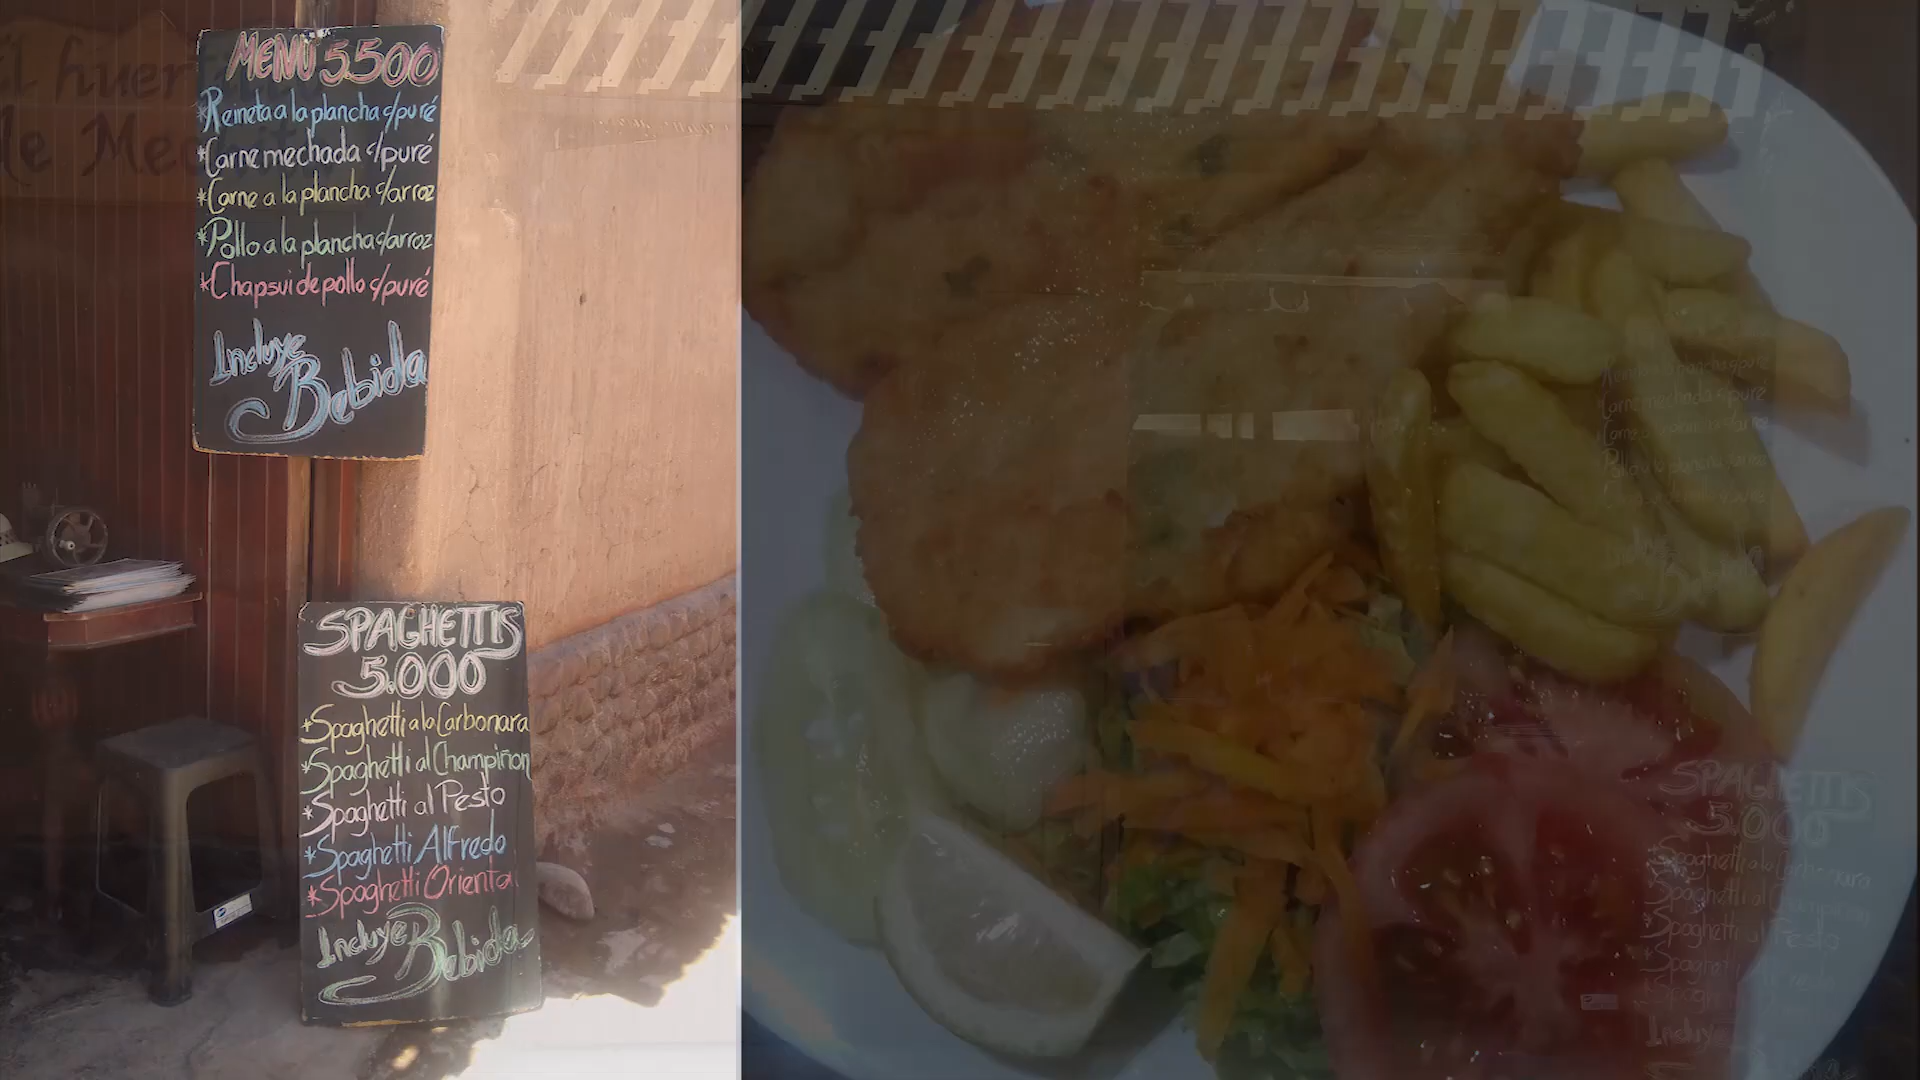 MENÚ 5.500
*Reineta a la plancha c/puré
*Carne mechada c/puré
*Carne a la plancha c/arroz
*Pollo a la plancha c/arroz
*Chapsui de pollo c/puré
Incluye
Bebida
SPAGHETTIS
5.000
*Spaghetti a la Carbonara
*Spaghetti al Champiñon
*Spaghetti al Pesto
*Spaghetti Alfredo
*Spaghetti Oriental
Incluye
Bebida